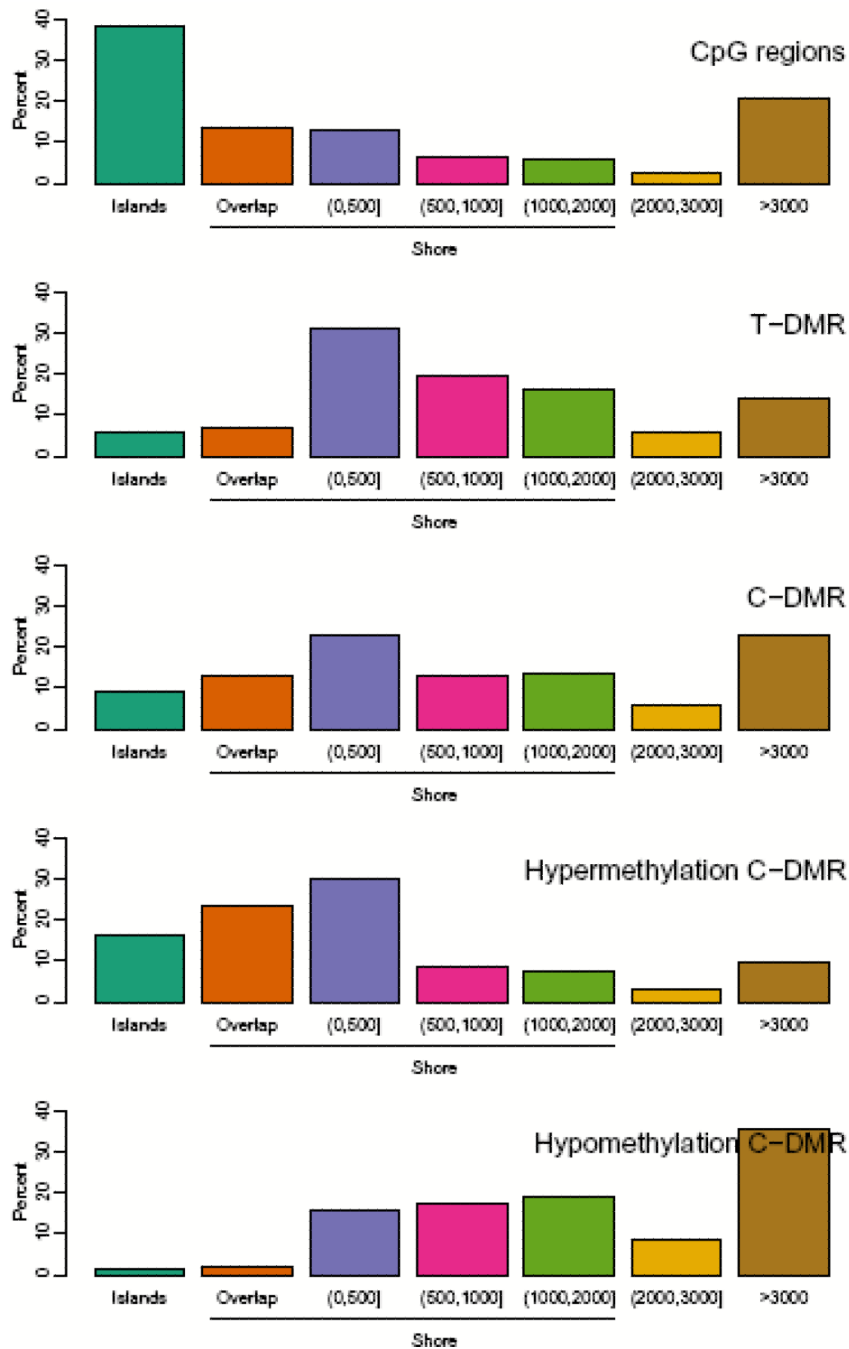 CpG regions
Percent
0 10 20 30 40
Islands Overlap (0,500] (500,1000] (1000,2000] (2000,3000] >3000
Shore
T-DMR
Percent
0 10 20 30 40
Islands Overlap (0,500] (500,1000] (1000,2000] (2000,3000] >3000
Shore
C-DMR
Percent
0 10 20 30 40
Islands Overlap (0,500] (500,1000] (1000,2000] (2000,3000] >3000
Shore
Hypermethylation C-DMR
Percent
0 10 20 30 40
Islands Overlap (0,500] (500,1000] (1000,2000] (2000,3000] >3000
Shore
Hypomethylation C-DMR
Percent
0 10 20 30 40
Islands Overlap (0,500] (500,1000] (1000,2000] (2000,3000] >3000
Shore